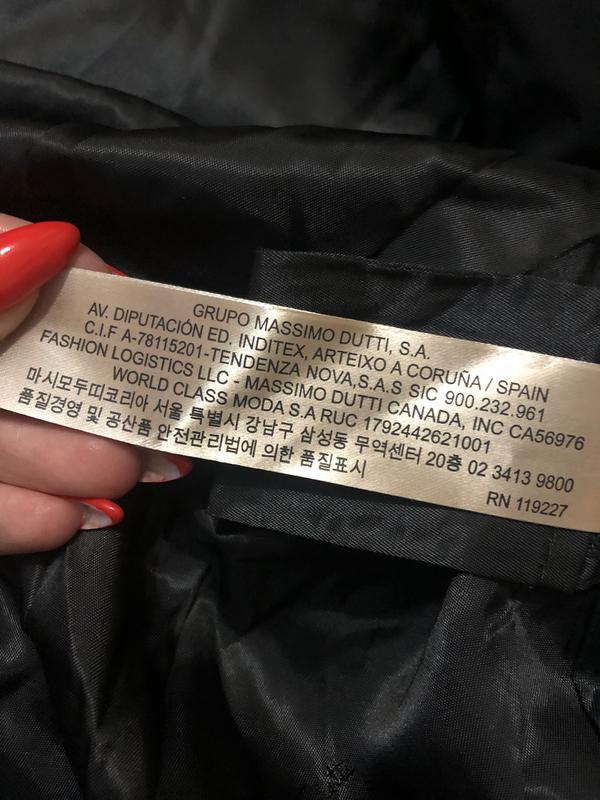 GRUPO MASSIMO DUTTI, S.A.
AV. DIPUTACIÓN ED. INDITEX, ARTEIXO A CORUÑA / SPAIN
C.I.F A-78115201-TENDENZA NOVA,S.A.S SIC 900.232.961
FASHION LOGISTICS LLC - MASSIMO DUTTI CANADA, INC CA56976
WORLD CLASS MODA S.A RUC 1792442621001
마시모두띠코리아 서울 특별시 강남구 삼성동 무역센터 20층 02 3413 9800
품질경영 및 공산품 안전관리법에 의한 품질표시
RN 119227